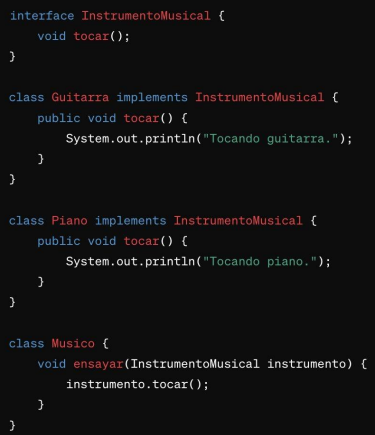 interface InstrumentoMusical {
    void tocar();
}

class Guitarra implements InstrumentoMusical {
    public void tocar() {
        System.out.println("Tocando guitarra.");
    }
}

class Piano implements InstrumentoMusical {
    public void tocar() {
        System.out.println("Tocando piano.");
    }
}

class Musico {
    void ensayar(InstrumentoMusical instrumento) {
        instrumento.tocar();
    }
}